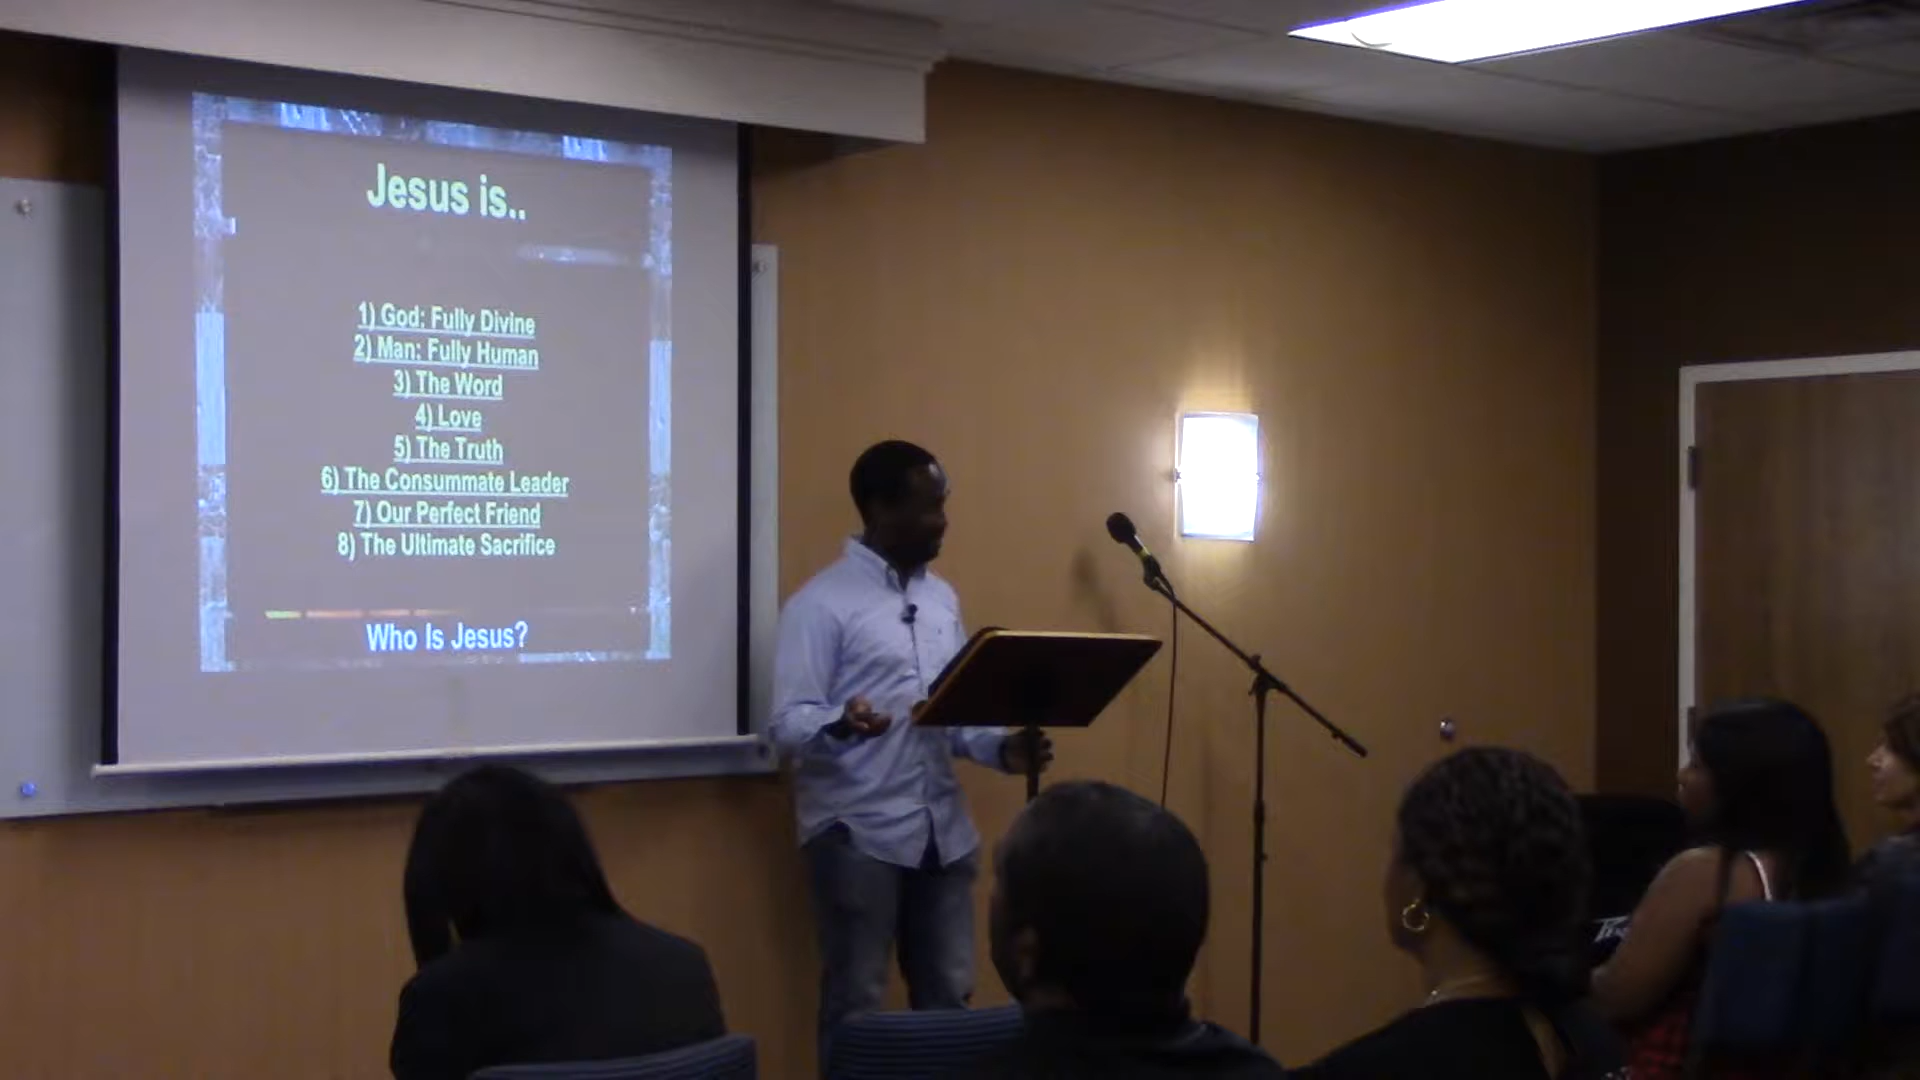 Jesus is..
1) God; Fully Divine
2) Man: Fully Human
3) The Word
4) Love
5) The Truth
6) The Consummate Leader
7) Our Perfect Friend
8) The Ultimate Sacrifice
Who Is Jesus?